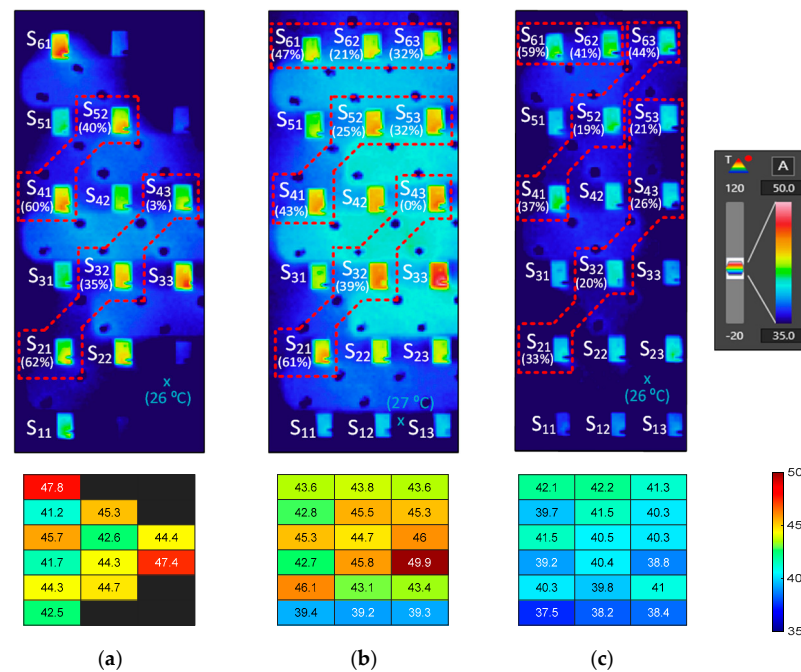 S61
S52
(40%)
S51
S41
(60%)
S42
S43
(3%)
S31
S32
(35%)
S33
S21
(62%)
S22
x
(26 °C)
S11
S61
(47%)
S62
(21%)
S63
(32%)
S51
S52
(25%)
S53
(32%)
S41
(43%)
S42
S43
(0%)
S31
S32
(39%)
S33
S21
(61%)
S22
S23
(27 °C)
x
S11
S12
S13
S61
(59%)
S62
(41%)
S63
(44%)
S51
S52
(19%)
S53
(21%)
S41
(37%)
S42
S43
(26%)
S31
S32
(20%)
S33
S21
(33%)
S22
S23
x
(26 °C)
S11
S12
S13
T A
120 50.0
-20 35.0
47.8
41.2 45.3
45.7 42.6 44.4
41.7 44.3 47.4
44.3 44.7
42.5
43.6 43.8 43.6
42.8 45.5 45.3
45.3 44.7 46
42.7 45.8 49.9
46.1 43.1 43.4
39.4 39.2 39.3
42.1 42.2 41.3
39.7 41.5 40.3
41.5 40.5 40.3
39.2 40.4 38.8
40.3 39.8 41
37.5 38.2 38.4
50
45
40
35
(a) (b) (c)